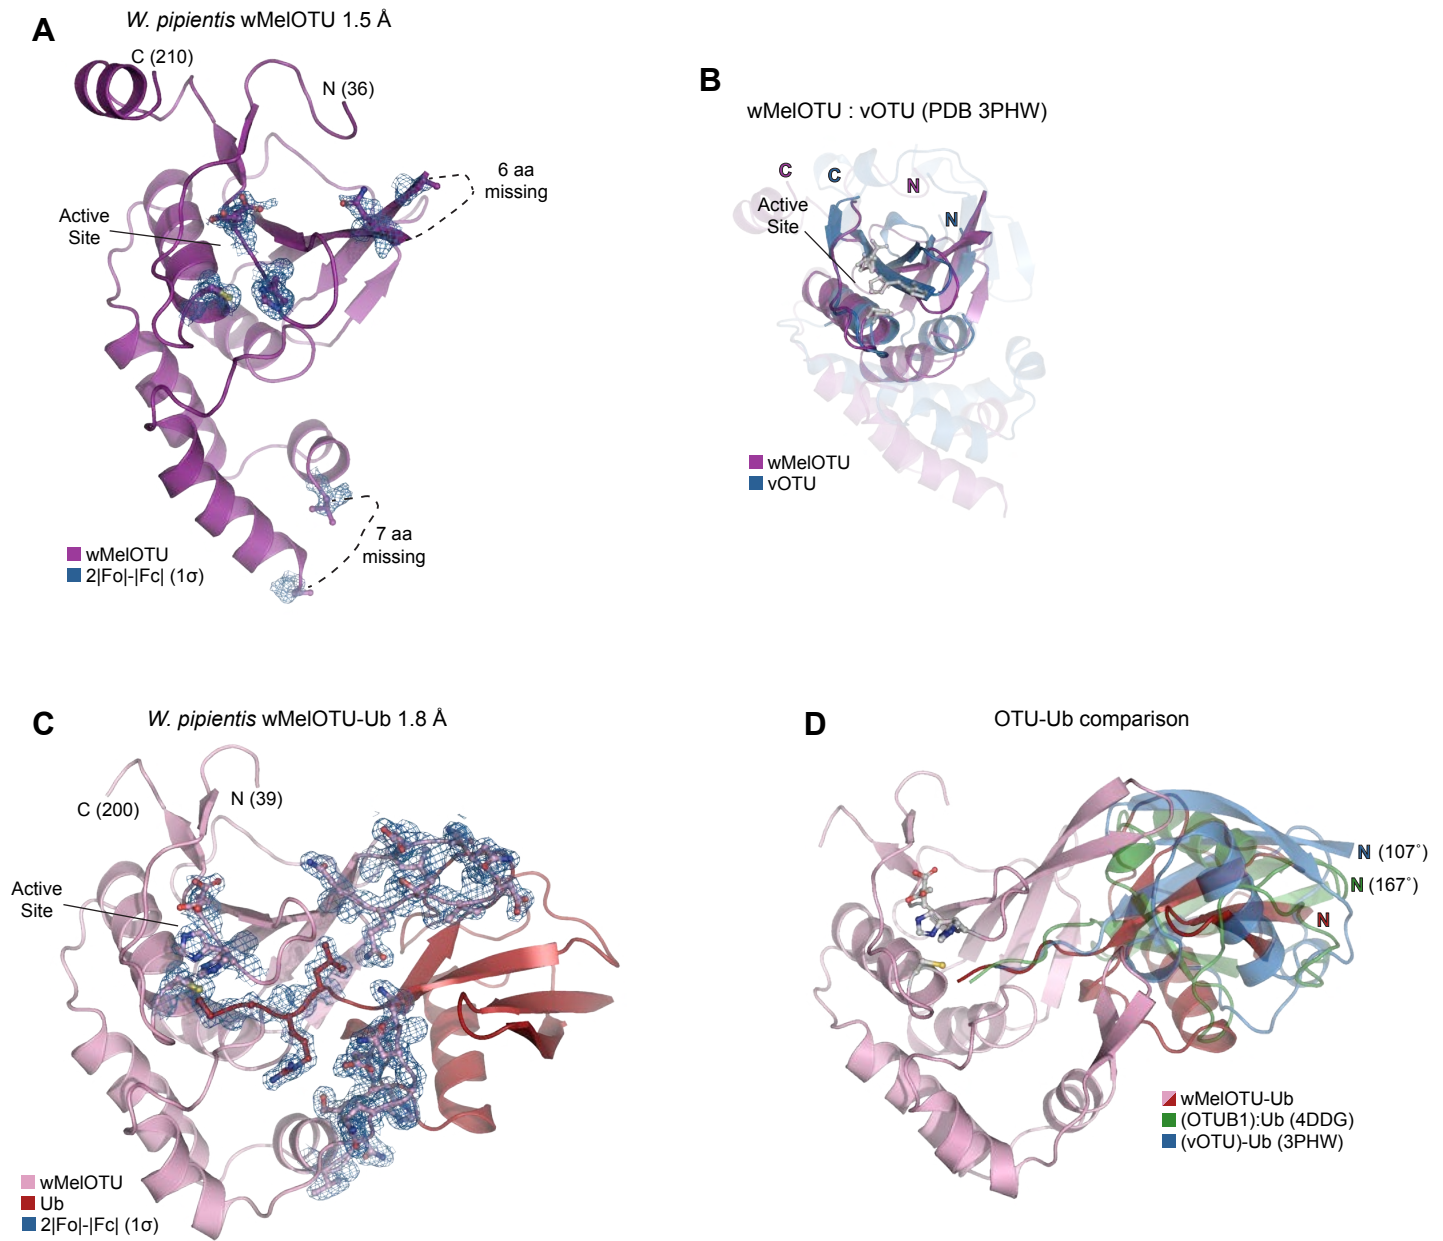 A
W. pipientis wMelOTU 1.5 Å
C (210)
N (36)
6 aa
missing
Active
Site
7 aa
missing
wMelOTU
2|Fo|-|Fc| (1σ)
B
wMelOTU : vOTU (PDB 3PHW)
C
C
N
N
Active
Site
wMelOTU
vOTU
C
W. pipientis wMelOTU-Ub 1.8 Å
C (200)
N (39)
Active
Site
wMelOTU
Ub
2|Fo|-|Fc| (1σ)
D
OTU-Ub comparison
N (107˚)
N (167˚)
N
wMelOTU-Ub
(OTUB1):Ub (4DDG)
(vOTU)-Ub (3PHW)